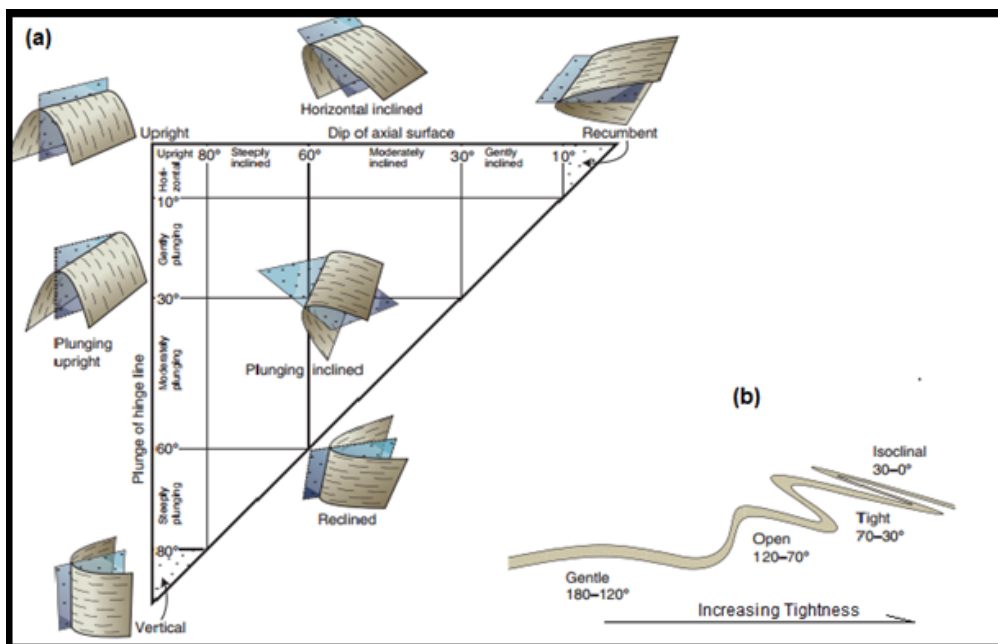 (a)
Horizontal inclined
Upright
Dip of axial surface
Recumbent
Upright
80°
Steeply
inclined
60°
Moderately
inclined
30°
Gently
inclined
10°
Hori-
zontal
10°
Gently
plunging
30°
Plunging
upright
Plunge of hinge line
Moderately
plunging
Plunging inclined
60°
Steeply
plunging
Reclined
80°
Vertical
(b)
Isoclinal
30–0°
Tight
70–30°
Open
120–70°
Gentle
180–120°
Increasing Tightness